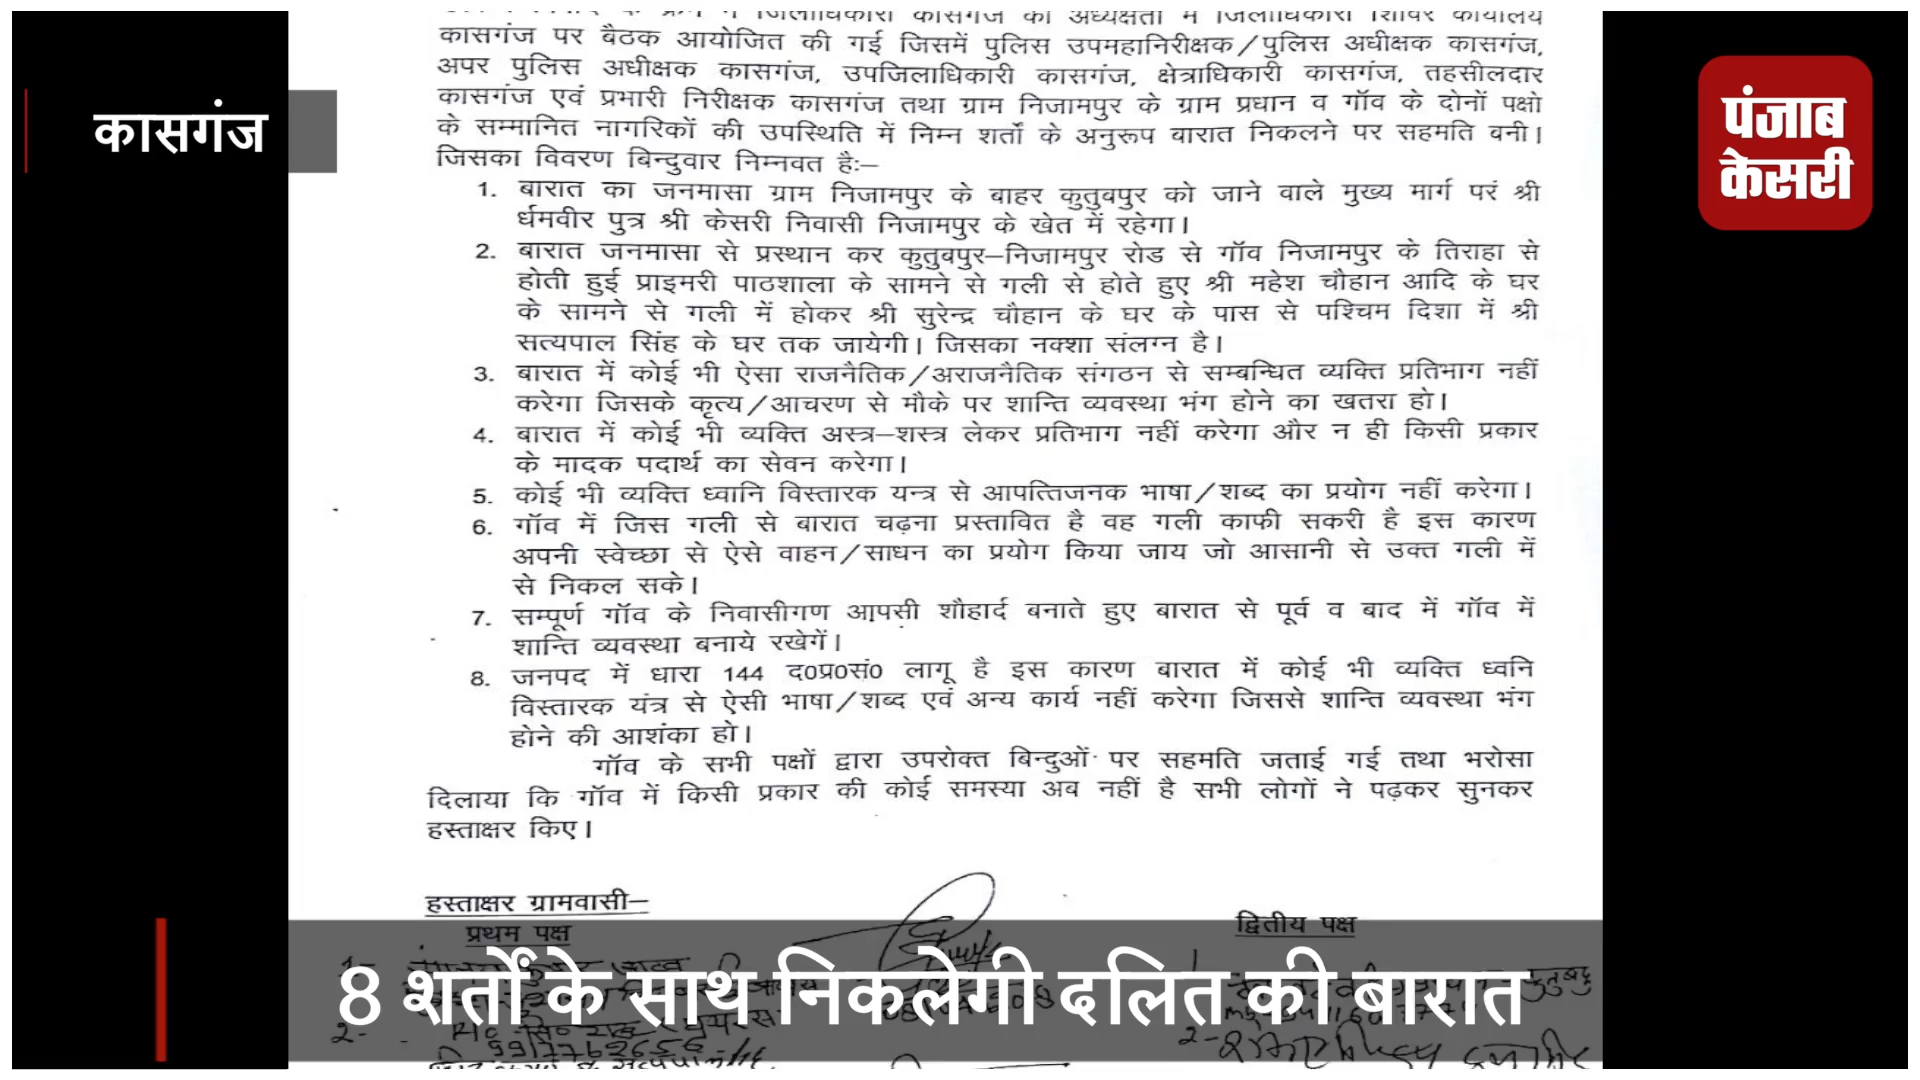 जिलाधिकारी कासगंज की अध्यक्षता में जिलाधिकारी शिविर कार्यालय
कासगंज पर बैठक आयोजित की गई जिसमें पुलिस उपमहानिरीक्षक/पुलिस अधीक्षक कासगंज,
अपर पुलिस अधीक्षक कासगंज, उपजिलाधिकारी कासगंज, क्षेत्राधिकारी कासगंज, तहसीलदार
कासगंज एवं प्रभारी निरीक्षक कासगंज तथा ग्राम निजामपुर के ग्राम प्रधान व गॉव के दोनों पक्षो
के सम्मानित नागरिकों की उपस्थिति में निम्न शर्तों के अनुरूप बारात निकलने पर सहमति बनी।
जिसका विवरण बिन्दुवार निम्नवत हैः–
1. बारात का जनमासा ग्राम निजामपुर के बाहर कुतुबपुर को जाने वाले मुख्य मार्ग पर श्री
र्धमवीर पुत्र श्री केसरी निवासी निजामपुर के खेत में रहेगा।
2. बारात जनमासा से प्रस्थान कर कुतुबपुर–निजामपुर रोड से गॉव निजामपुर के तिराहा से
होती हुई प्राइमरी पाठशाला के सामने से गली से होते हुए श्री महेश चौहान आदि के घर
के सामने से गली में होकर श्री सुरेन्द्र चौहान के घर के पास से पश्चिम दिशा में श्री
सत्यपाल सिंह के घर तक जायेगी। जिसका नक्शा संलग्न है।
3. बारात में कोई भी ऐसा राजनैतिक/अराजनैतिक संगठन से सम्बन्धित व्यक्ति प्रतिभाग नहीं
करेगा जिसके कृत्य/आचरण से मौके पर शान्ति व्यवस्था भंग होने का खतरा हो।
4. बारात में कोई भी व्यक्ति अस्त्र–शस्त्र लेकर प्रतिभाग नहीं करेगा और न ही किसी प्रकार
के मादक पदार्थ का सेवन करेगा।
5. कोई भी व्यक्ति ध्वानि विस्तारक यन्त्र से आपत्तिजनक भाषा/शब्द का प्रयोग नहीं करेगा।
6. गॉव में जिस गली से बारात चढ़ना प्रस्तावित है वह गली काफी सकरी है इस कारण
अपनी स्वेच्छा से ऐसे वाहन/साधन का प्रयोग किया जाय जो आसानी से उक्त गली में
से निकल सके।
7. सम्पूर्ण गॉव के निवासीगण आपसी शौहार्द बनाते हुए बारात से पूर्व व बाद में गॉव में
शान्ति व्यवस्था बनाये रखेगें।
8. जनपद में धारा 144 द0प्र0सं0 लागू है इस कारण बारात में कोई भी व्यक्ति ध्वनि
विस्तारक यंत्र से ऐसी भाषा/शब्द एवं अन्य कार्य नहीं करेगा जिससे शान्ति व्यवस्था भंग
होने की आशंका हो।
गॉव के सभी पक्षों द्वारा उपरोक्त बिन्दुओं पर सहमति जताई गई तथा भरोसा
दिलाया कि गॉव में किसी प्रकार की कोई समस्या अब नहीं है सभी लोगों ने पढ़कर सुनकर
हस्ताक्षर किए।
हस्ताक्षर ग्रामवासी–
प्रथम पक्ष
द्वितीय पक्ष
कासगंज
पंजाब
केसरी
8 शर्तों के साथ निकलेगी दलित की बारात